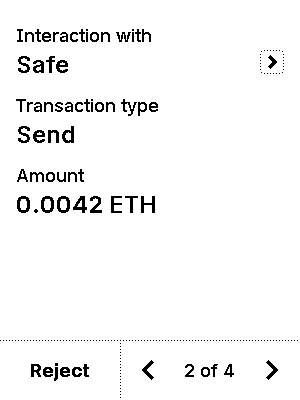 Interaction with
Safe
Transaction type
Send
Amount
0.0042 ETH
Reject
2 of 4